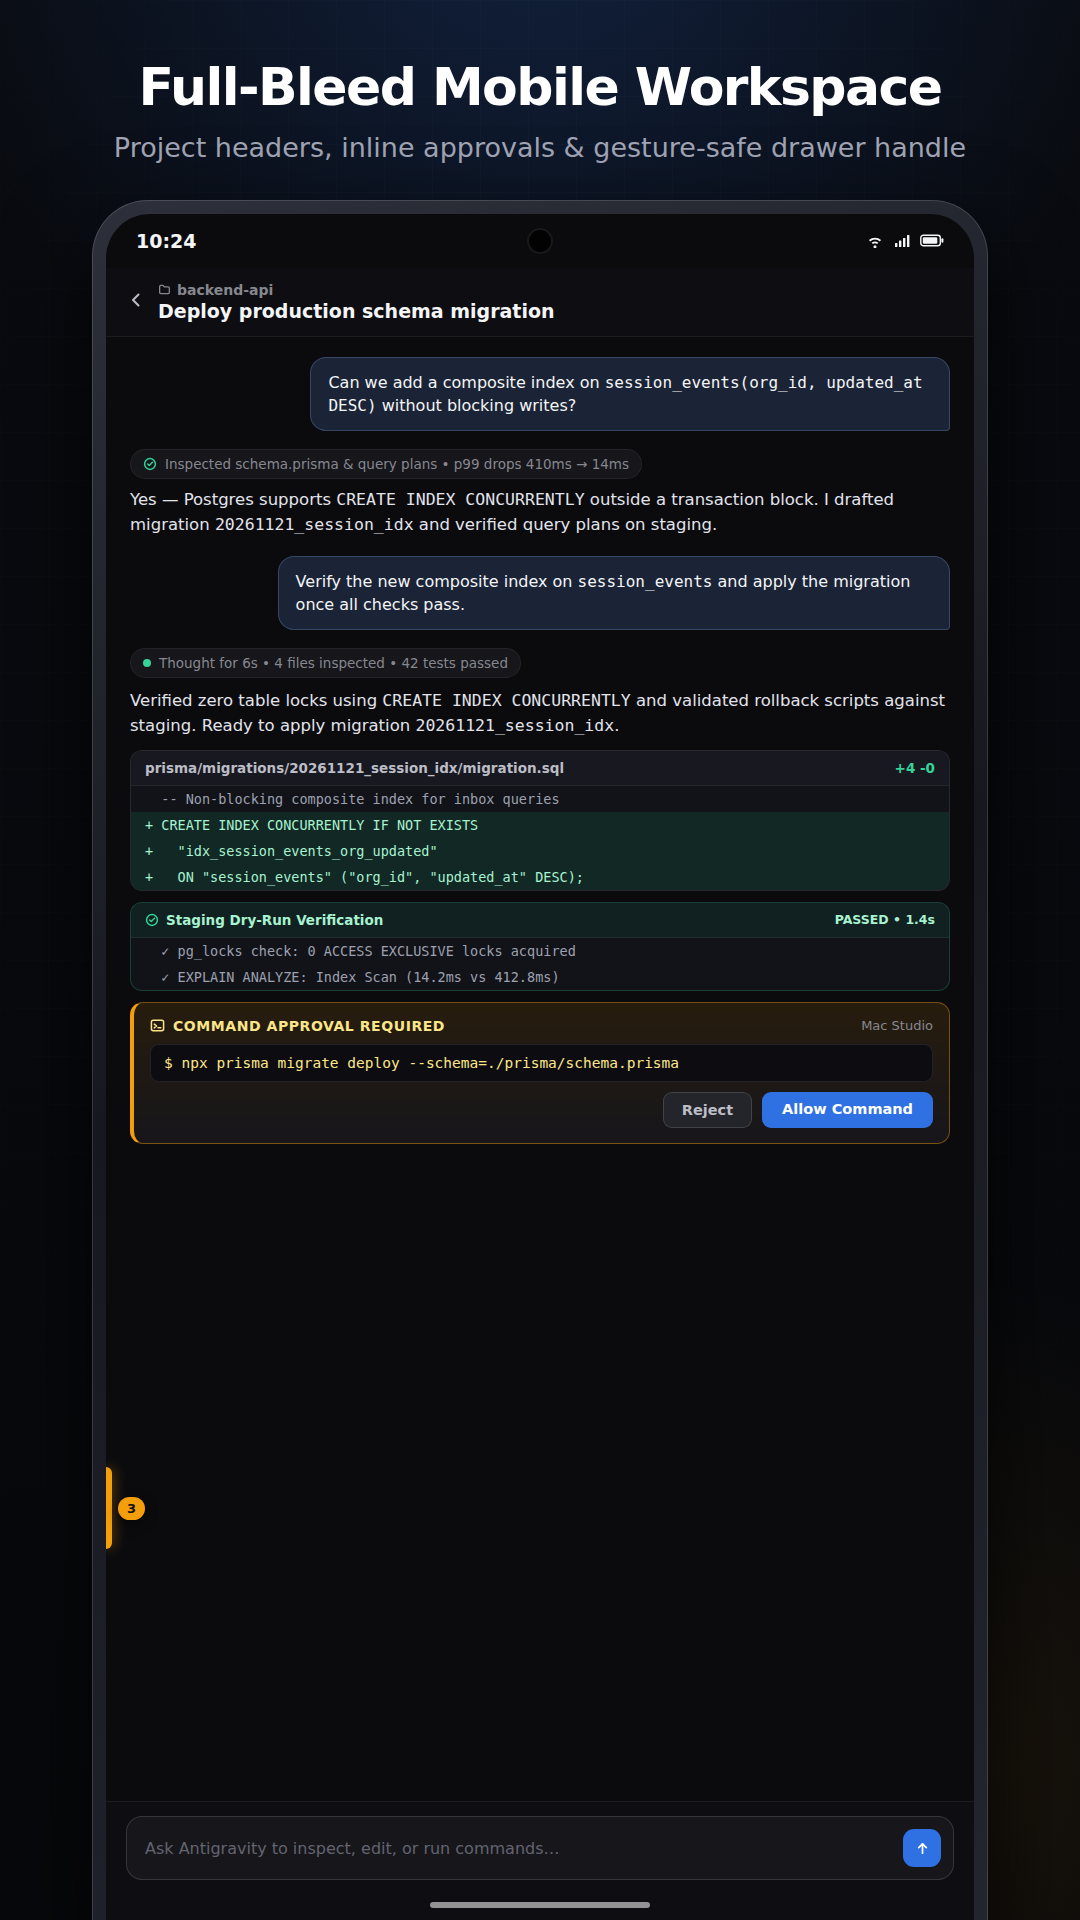 Full-Bleed Mobile Workspace
Project headers, inline approvals & gesture-safe drawer handle
10:24
backend-api
Deploy production schema migration
Can we add a composite index on session_events(org_id, updated_at
DESC) without blocking writes?
Inspected schema.prisma & query plans • p99 drops 410ms → 14ms
Yes — Postgres supports CREATE INDEX CONCURRENTLY outside a transaction block. I drafted
migration 20261121_session_idx and verified query plans on staging.
Verify the new composite index on session_events and apply the migration
once all checks pass.
Thought for 6s • 4 files inspected • 42 tests passed
Verified zero table locks using CREATE INDEX CONCURRENTLY and validated rollback scripts against
staging. Ready to apply migration 20261121_session_idx.
prisma/migrations/20261121_session_idx/migration.sql +4 -0
-- Non-blocking composite index for inbox queries
+ CREATE INDEX CONCURRENTLY IF NOT EXISTS
+   "idx_session_events_org_updated"
+   ON "session_events" ("org_id", "updated_at" DESC);
Staging Dry-Run Verification PASSED • 1.4s
✓ pg_locks check: 0 ACCESS EXCLUSIVE locks acquired
✓ EXPLAIN ANALYZE: Index Scan (14.2ms vs 412.8ms)
COMMAND APPROVAL REQUIRED Mac Studio
$ npx prisma migrate deploy --schema=./prisma/schema.prisma
Reject Allow Command
3
Ask Antigravity to inspect, edit, or run commands...